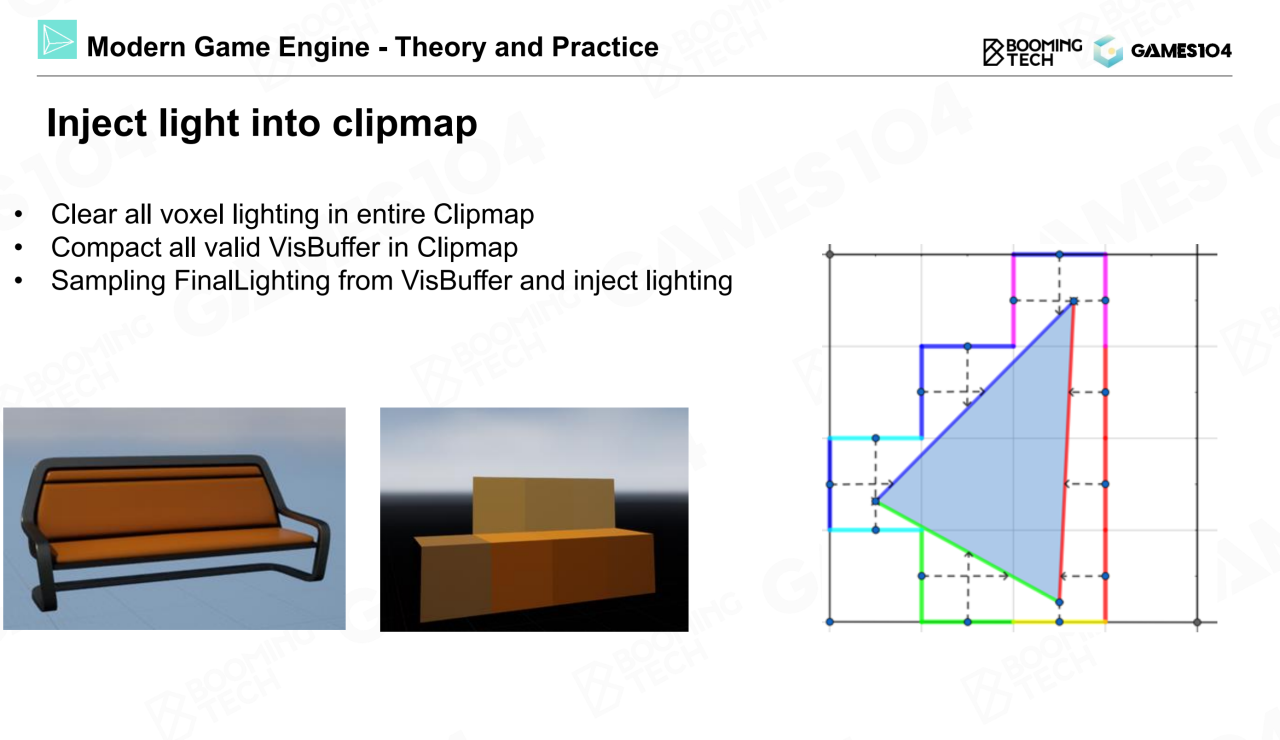 Modern Game Engine - Theory and Practice
BOOMING TECH
GAMES104
Inject light into clipmap
• Clear all voxel lighting in entire Clipmap
• Compact all valid VisBuffer in Clipmap
• Sampling FinalLighting from VisBuffer and inject lighting